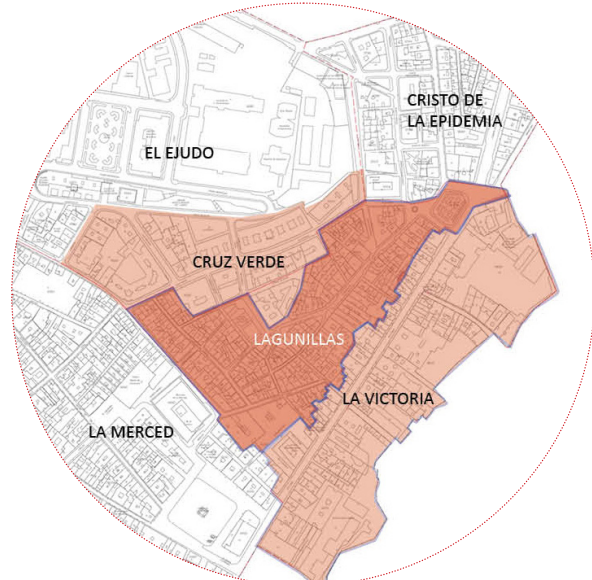 CRISTO DE
LA EPIDEMIA
EL EJUDO
CRUZ VERDE
LAGUNILLAS
LA VICTORIA
LA MERCED